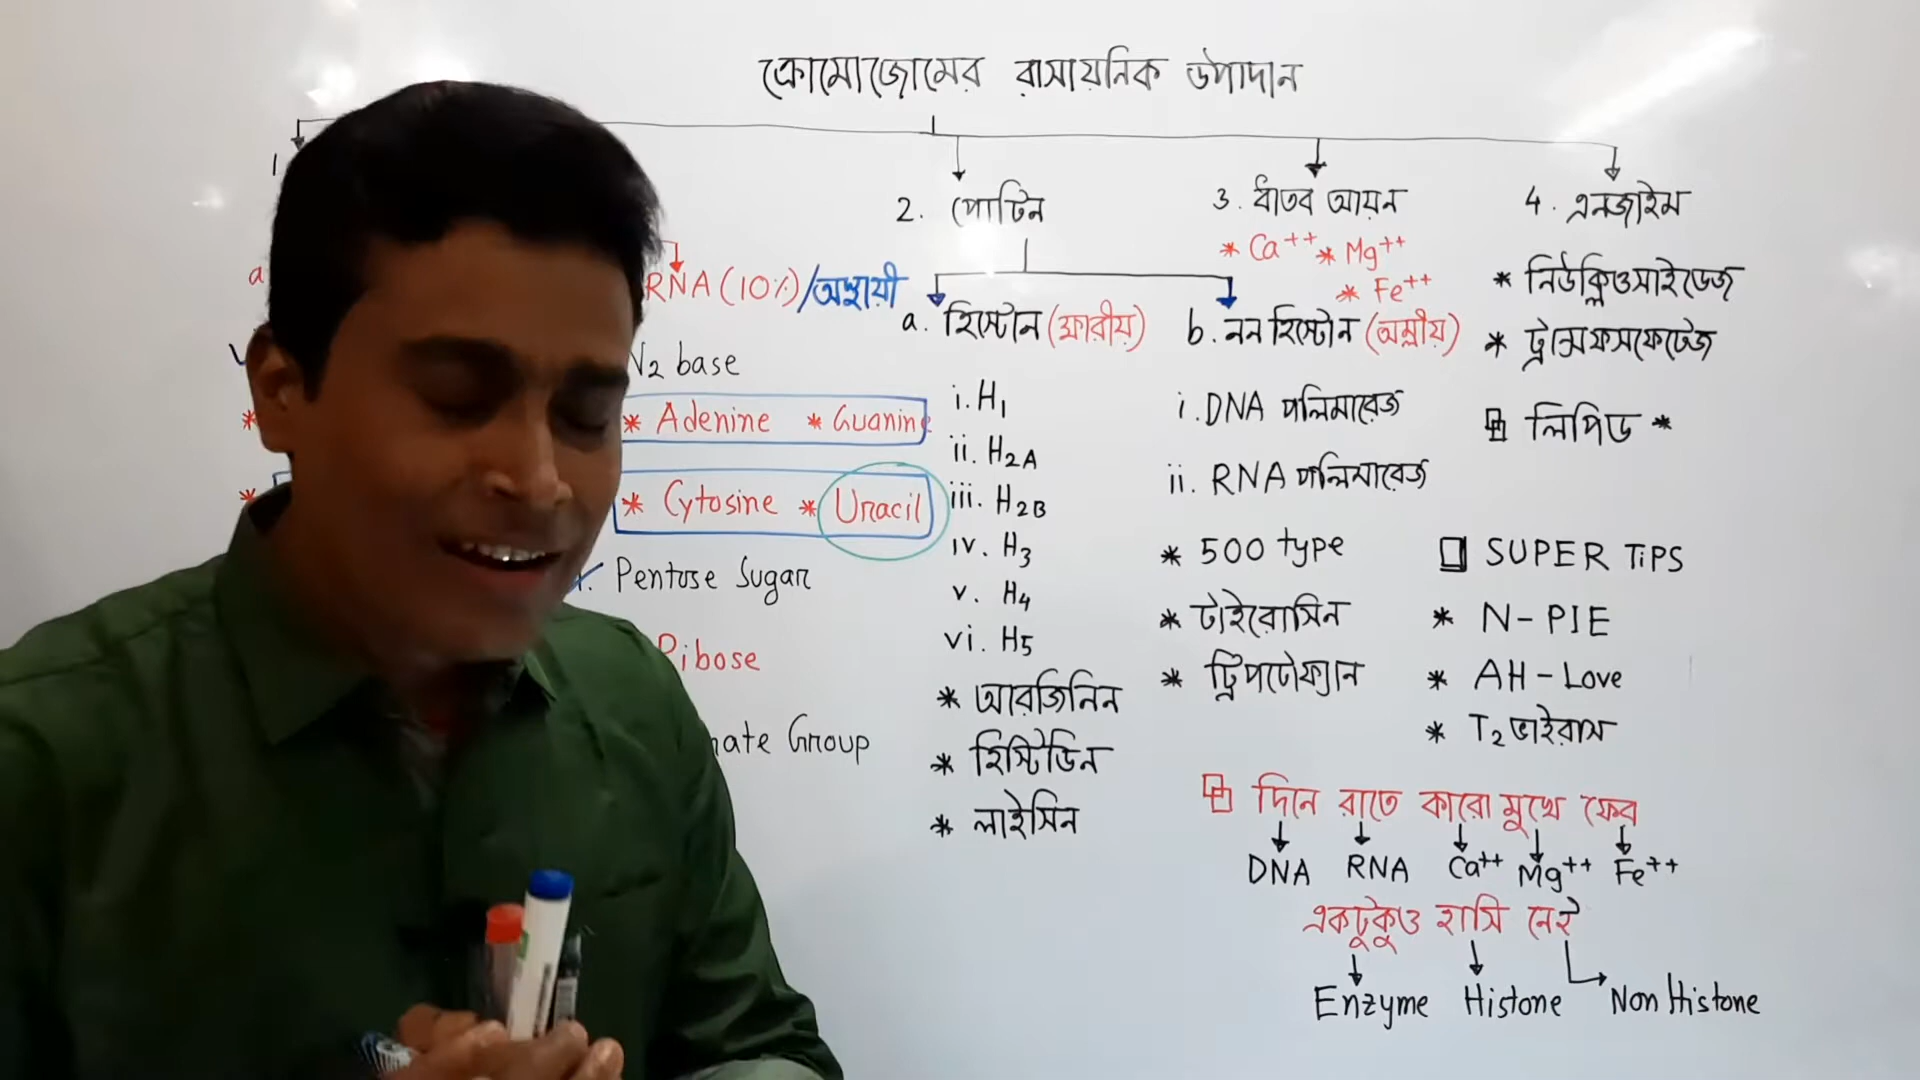 ক্রোমোজোমের রাসায়নিক উপাদান
1
2. প্রোটিন
3. ধাতব আয়ন
4. এনজাইম
* Ca++ * Mg++
* Fe++
* নিউক্লিওসাইডেজ
* ট্রান্সফসফেটেজ
⧉ লিপিড *
a
RNA (10%)/অস্থায়ী
N2 base
* Adenine * Guanine
* Cytosine * Uracil
Pentose Sugar
Ribose
hate Group
a. হিস্টোন (ক্ষারীয়)
i. H1
ii. H2A
iii. H2B
iv. H3
v. H4
vi. H5
* আরজিনিন
* হিস্টিডিন
* লাইসিন
b. নন হিস্টোন (অম্লীয়)
i. DNA পলিমারেজ
ii. RNA পলিমারেজ
* 500 type
* টাইরোসিন
* ট্রিপটোফ্যান
SUPER TiPS
* N-PIE
* AH-Love
* T2 ভাইরাস
দিনে রাতে কারো মুখে ফের
DNA RNA Ca++ Mg++ Fe++
একটুকুও হাসি নেই
Enzyme Histone Non Histone